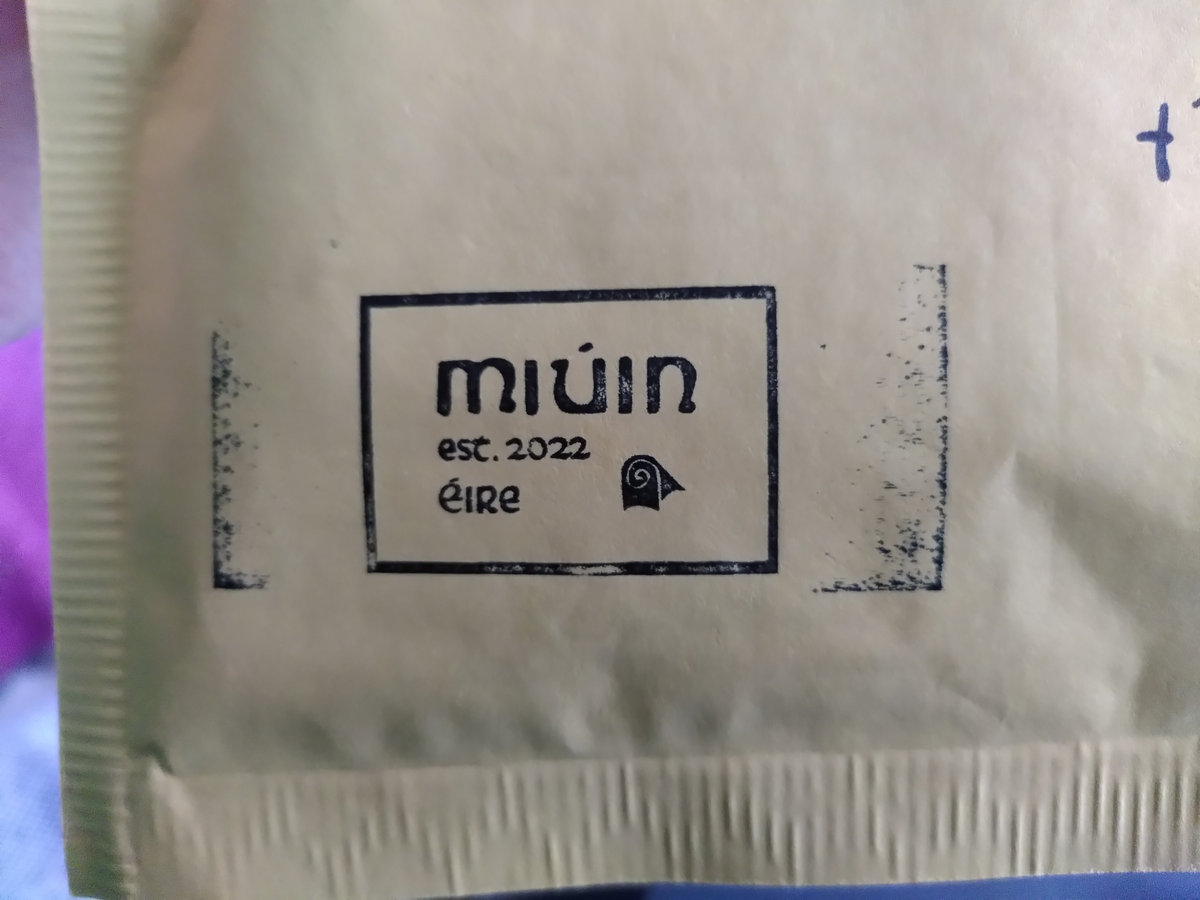 miúin
est. 2022
éire
+